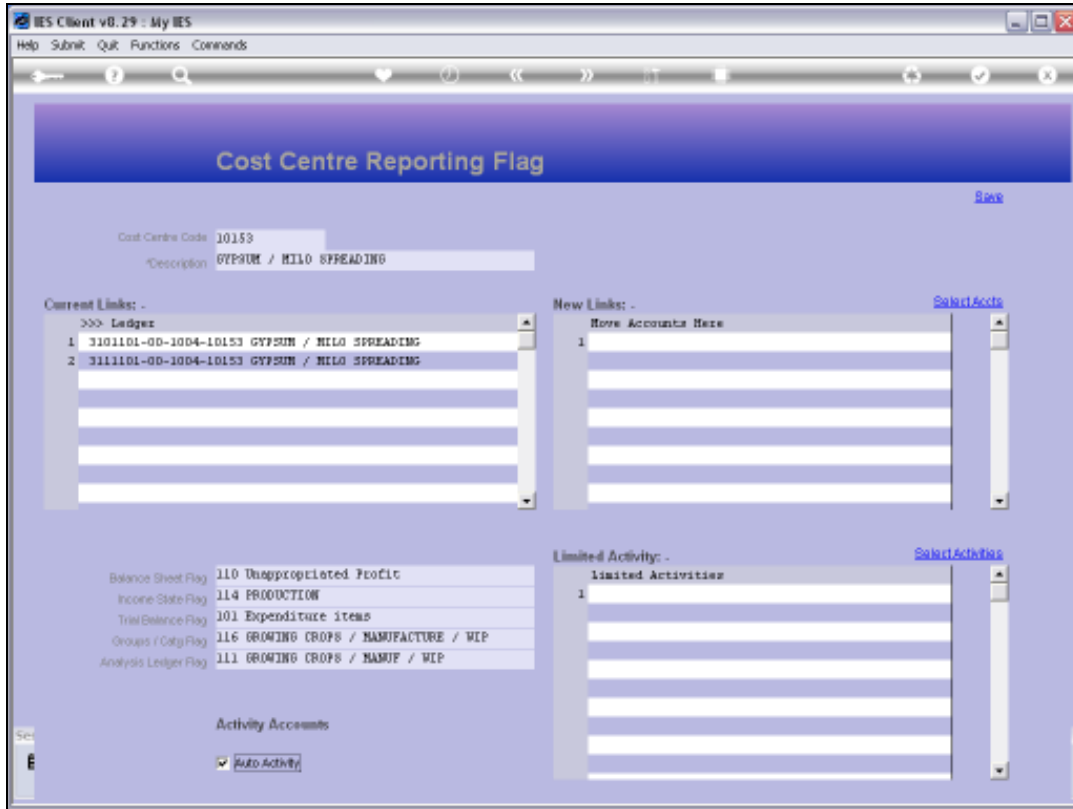 IES Client v8.29 : My IES
Help Submit Quit Functions Commands
Cost Centre Reporting Flag
Save
Cost Centre Code 10153
*Description GYPSUM / MILO SPREADING
Current Links: -
>>> Ledger
1 3101101-00-1004-10153 GYPSUM / MILO SPREADING
2 3111101-00-1004-10153 GYPSUM / MILO SPREADING
New Links: -
Select Accts
Move Accounts Here
1
Balance Sheet Flag 110 Unappropriated Profit
Income State Flag 114 PRODUCTION
Trial Balance Flag 101 Expenditure items
Groups / Catg Flag 116 GROWING CROPS / MANUFACTURE / WIP
Analysis Ledger Flag 111 GROWING CROPS / MANUF / WIP
Limited Activity: -
Select Activities
Limited Activities
1
Activity Accounts
Auto Activity